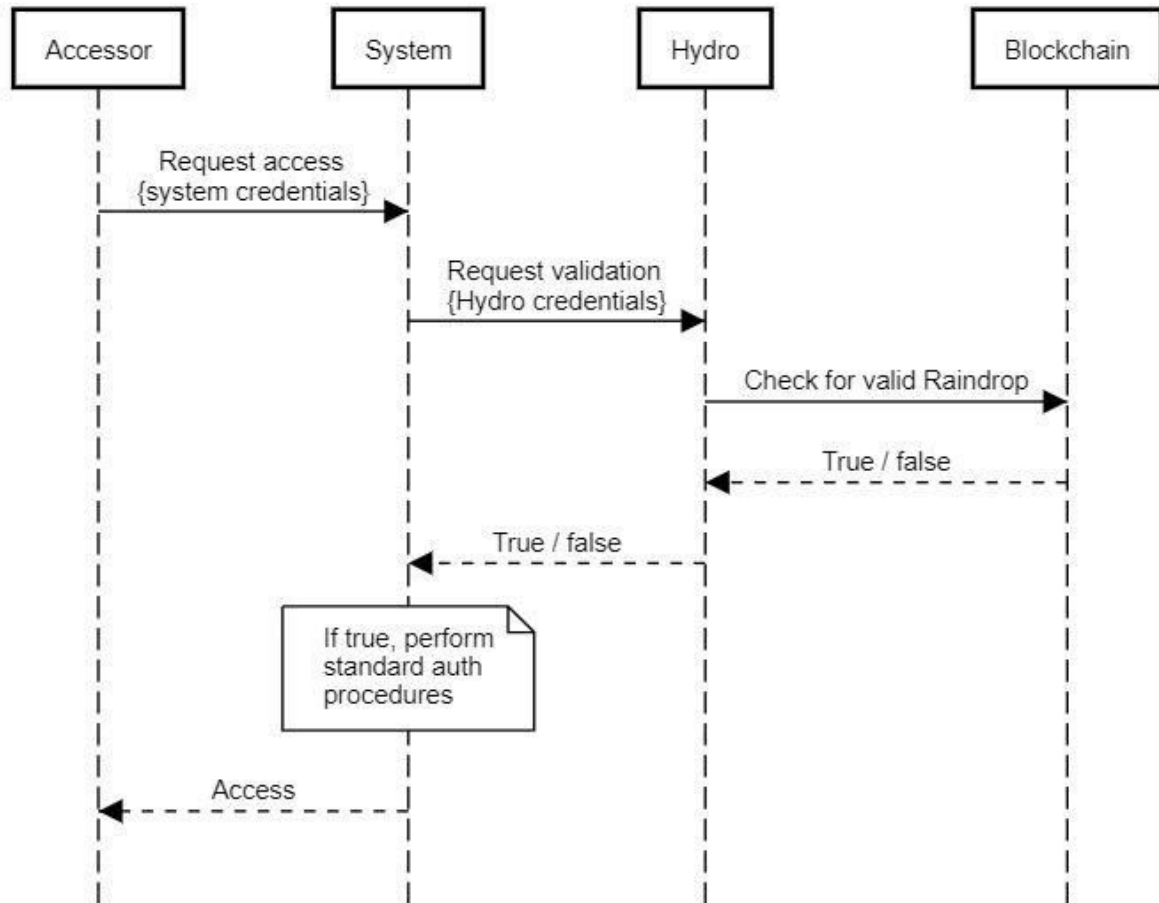 Accessor
System
Hydro
Blockchain
Request access
{system credentials}
Request validation
{Hydro credentials}
Check for valid Raindrop
True / false
True / false
If true, perform
standard auth
procedures
Access